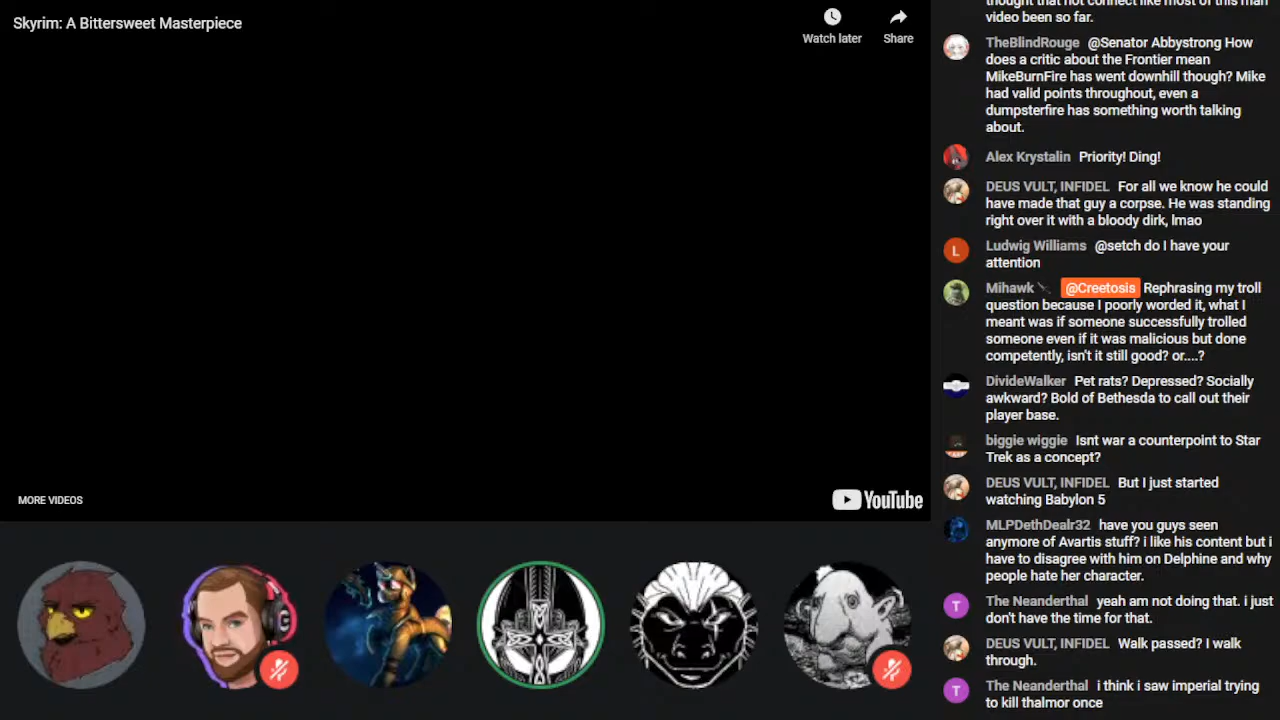 Skyrim: A Bittersweet Masterpiece
Watch later
Share
MORE VIDEOS
YouTube
thought that not connect like most of this man
video been so far.
TheBlindRouge @Senator Abbystrong How
does a critic about the Frontier mean
MikeBurnFire has went downhill though? Mike
had valid points throughout, even a
dumpsterfire has something worth talking
about.
Alex Krystalin Priority! Ding!
DEUS VULT, INFIDEL For all we know he could
have made that guy a corpse. He was standing
right over it with a bloody dirk, lmao
L
Ludwig Williams @setch do I have your
attention
Mihawk @Creetosis Rephrasing my troll
question because I poorly worded it, what I
meant was if someone successfully trolled
someone even if it was malicious but done
competently, isn't it still good? or....?
DivideWalker Pet rats? Depressed? Socially
awkward? Bold of Bethesda to call out their
player base.
biggie wiggie Isnt war a counterpoint to Star
Trek as a concept?
DEUS VULT, INFIDEL But I just started
watching Babylon 5
MLPDethDealr32 have you guys seen
anymore of Avartis stuff? i like his content but i
have to disagree with him on Delphine and why
people hate her character.
T
The Neanderthal yeah am not doing that. i just
don't have the time for that.
DEUS VULT, INFIDEL Walk passed? I walk
through.
T
The Neanderthal i think i saw imperial trying
to kill thalmor once